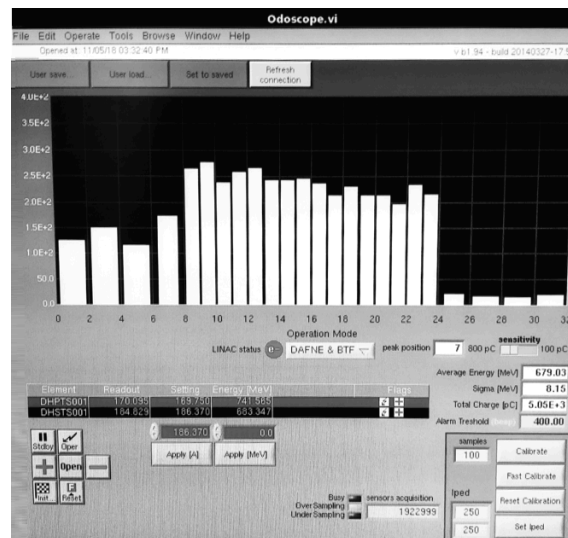 Odoscope.vi
File Edit Operate Tools Browse Window Help
Opened at: 11/05/18 03:32:40 PM
v b1.94 - build 20140327-17.5
User save...
User load...
Set to saved
Refresh connection
4.0E+2
3.5E+2
3.0E+2
2.5E+2
2.0E+2
1.5E+2
1.0E+2
50.0
0.0
0 2 4 6 8 10 12 14 16 18 20 22 24 26 28 30 32
Operation Mode
LINAC status e- DAFNE & BTF peak position 7 800 pC sensitivity 100 pC
Average Energy [MeV] 679.03
Sigma [MeV] 8.15
Total Charge [pC] 5.05E+3
Alarm Treshold 400.00
Element Readout Setting Energy [MeV] Flags
DHPTS001 170.095 169.750 741.565
DHSTS001 184.829 186.370 683.347
Stdby Oper
186.370 0.0
Apply [A] Apply [MeV]
Open
Init... Reset
Busy sensors acquisition
OverSampling
UnderSampling 1922999
samples
100
Iped
250
250
Calibrate
Fast Calibrate
Reset Calibration
Set Iped